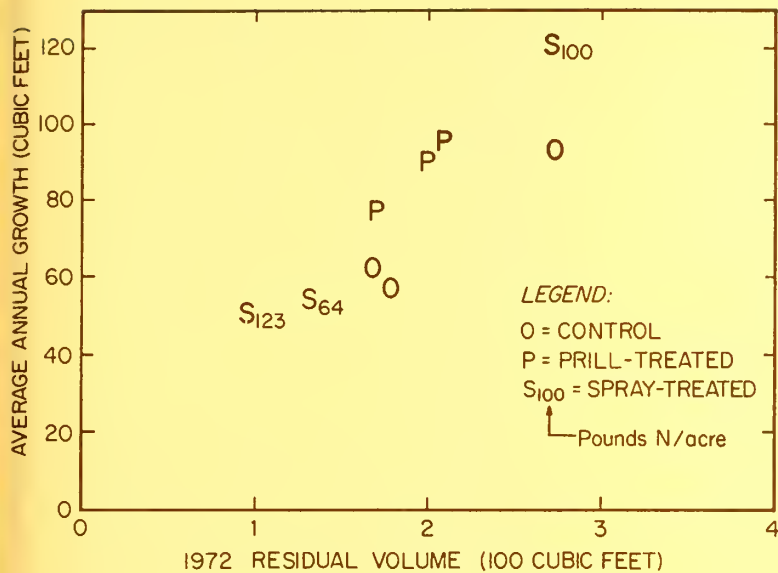 AVERAGE ANNUAL GROWTH (CUBIC FEET)
120
100
80
60
40
20
0
S100
O
P
P
P
O
O
S64
S123
LEGEND:
O = CONTROL
P = PRILL-TREATED
S100 = SPRAY-TREATED
Pounds N/acre
0 1 2 3 4
1972 RESIDUAL VOLUME (100 CUBIC FEET)